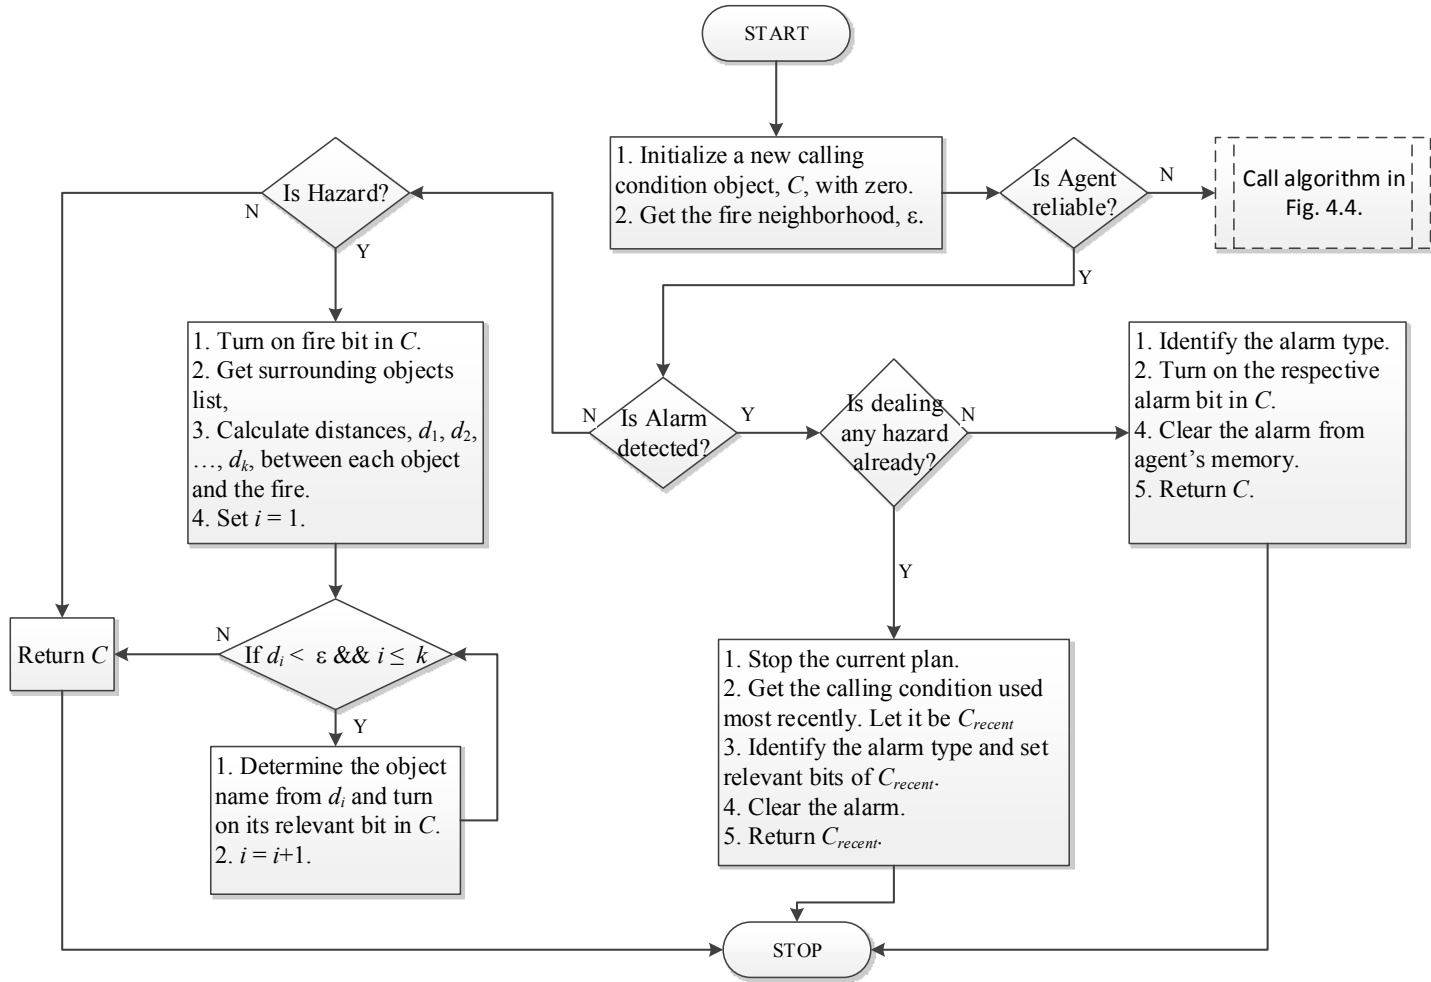 START
1. Initialize a new calling
condition object, C, with zero.
2. Get the fire neighborhood, ε.
Is Agent
reliable?
N
Call algorithm in
Fig. 4.4.
Y
Is Hazard?
N
Y
1. Turn on fire bit in C.
2. Get surrounding objects
list,
3. Calculate distances, d1, d2,
…, dk, between each object
and the fire.
4. Set i = 1.
N
Is Alarm
detected?
Y
Is dealing
any hazard
already?
N
Y
1. Identify the alarm type.
2. Turn on the respective
alarm bit in C.
4. Clear the alarm from
agent’s memory.
5. Return C.
Return C
N
If di < ε && i ≤ k
Y
1. Determine the object
name from di and turn
on its relevant bit in C.
2. i = i+1.
1. Stop the current plan.
2. Get the calling condition used
most recently. Let it be Crecent
3. Identify the alarm type and set
relevant bits of Crecent.
4. Clear the alarm.
5. Return Crecent.
STOP